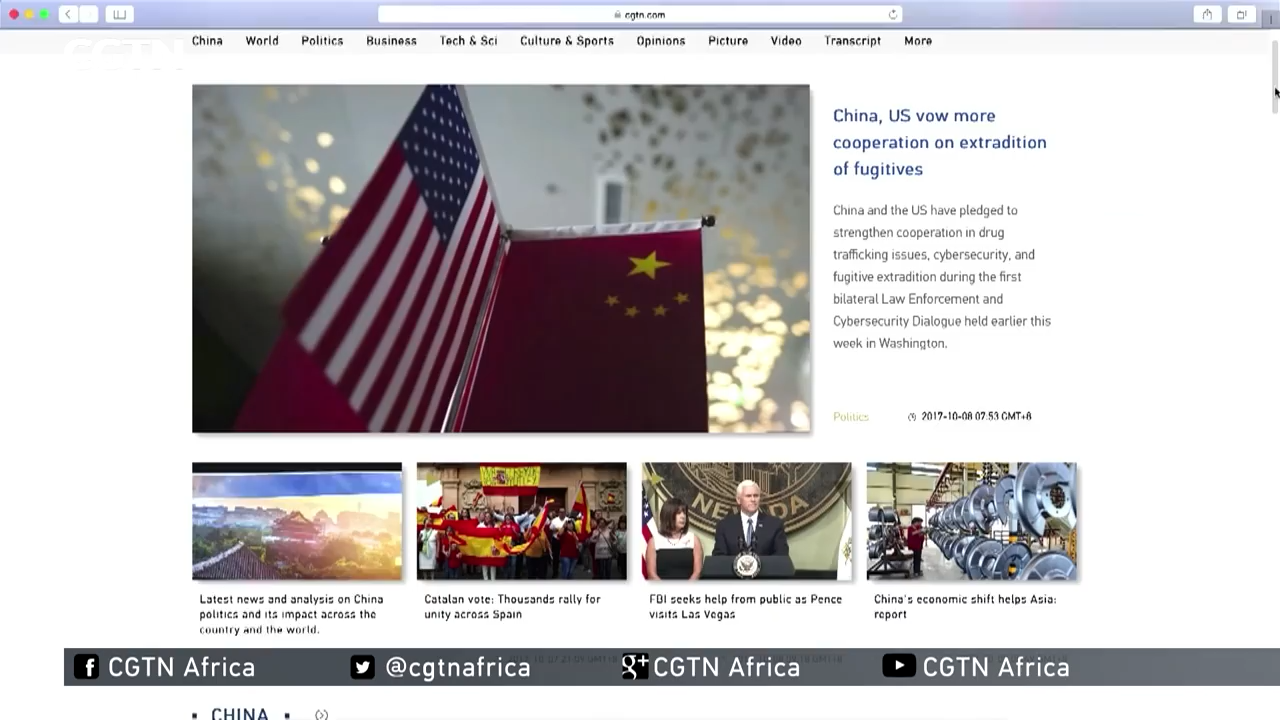 cgtn.com
CGTN
China World Politics Business Tech & Sci Culture & Sports Opinions Picture Video Transcript More
China, US vow more
cooperation on extradition
of fugitives
China and the US have pledged to
strengthen cooperation in drug
trafficking issues, cybersecurity, and
fugitive extradition during the first
bilateral Law Enforcement and
Cybersecurity Dialogue held earlier this
week in Washington.
Politics 2017-10-08 07:53 GMT+8
NEVADA
Latest news and analysis on China
politics and its impact across the
country and the world.
Catalan vote: Thousands rally for
unity across Spain
FBI seeks help from public as Pence
visits Las Vegas
China's economic shift helps Asia:
report
CGTN Africa @cgtnafrica g+ CGTN Africa CGTN Africa
CHINA